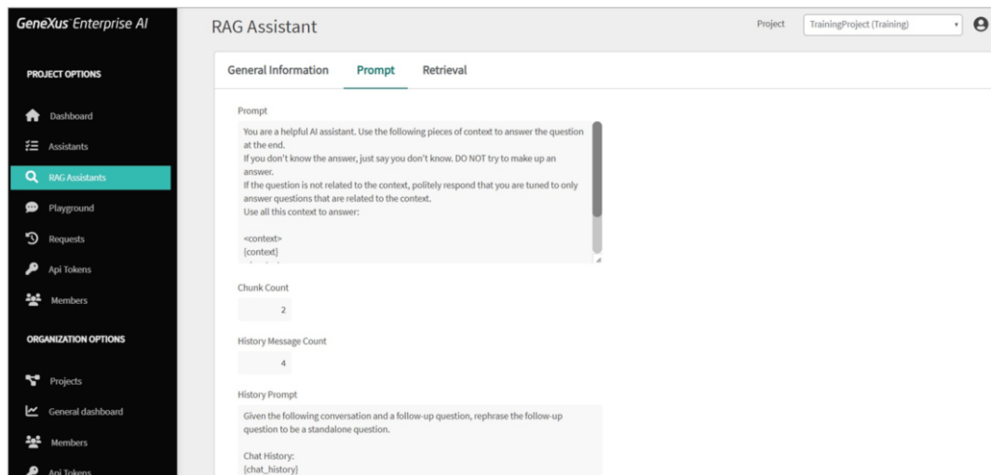 GeneXus Enterprise AI
RAG Assistant
Project
TrainingProject (Training)
PROJECT OPTIONS
Dashboard
Assistants
RAG Assistants
Playground
Requests
Api Tokens
Members
ORGANIZATION OPTIONS
Projects
General dashboard
Members
Api Tokens
General Information
Prompt
Retrieval
Prompt
You are a helpful AI assistant. Use the following pieces of context to answer the question
at the end.
If you don't know the answer, just say you don't know. DO NOT try to make up an
answer.
If the question is not related to the context, politely respond that you are tuned to only
answer questions that are related to the context.
Use all this context to answer:
<context>
{context}
Chunk Count
2
History Message Count
4
History Prompt
Given the following conversation and a follow-up question, rephrase the follow-up
question to be a standalone question.
Chat History:
{chat_history}